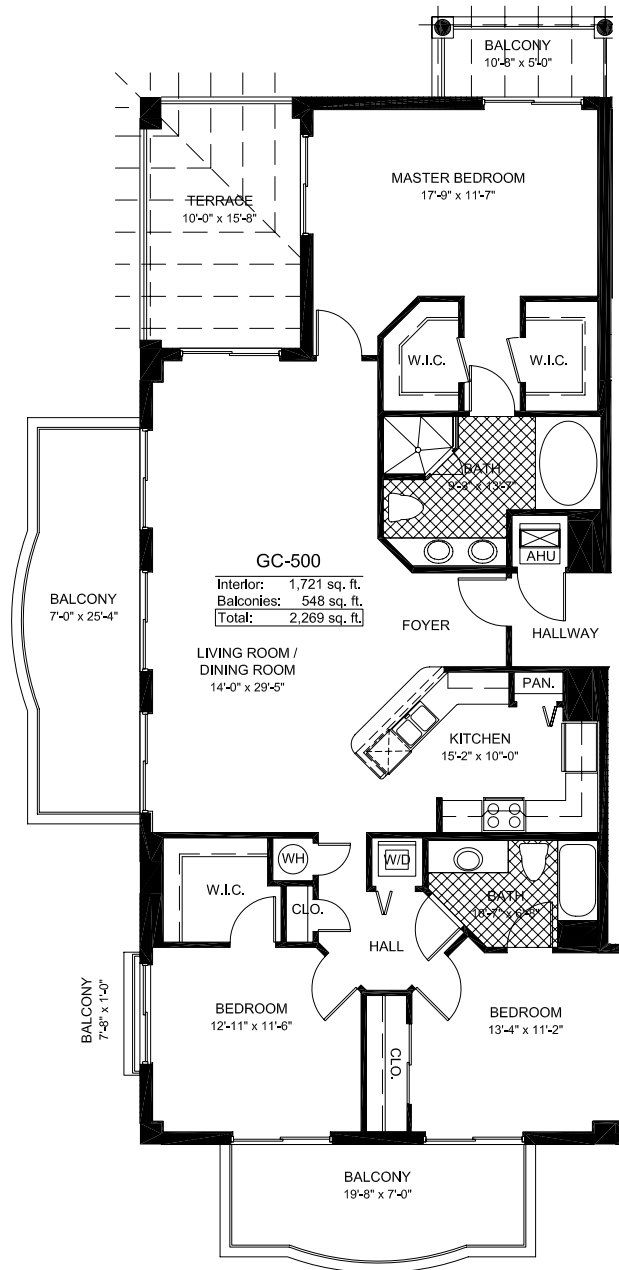 BALCONY
10'-8" x 5'-0"
MASTER BEDROOM
17'-9" x 11'-7"
TERRACE
10'-0" x 15'-8"
W.I.C.
W.I.C.
BATH
9'-3" x 13'-7"
AHU
GC-500
Interior: 1,721 sq. ft.
Balconies: 548 sq. ft.
Total: 2,269 sq. ft.
BALCONY
7'-0" x 25'-4"
FOYER
HALLWAY
LIVING ROOM /
DINING ROOM
14'-0" x 29'-5"
PAN.
KITCHEN
15'-2" x 10'-0"
WH
W/D
W.I.C.
CLO.
BATH
HALL
BALCONY
7'-8" x 1'-0"
BEDROOM
12'-11" x 11'-6"
BEDROOM
13'-4" x 11'-2"
CLO.
BALCONY
19'-8" x 7'-0"